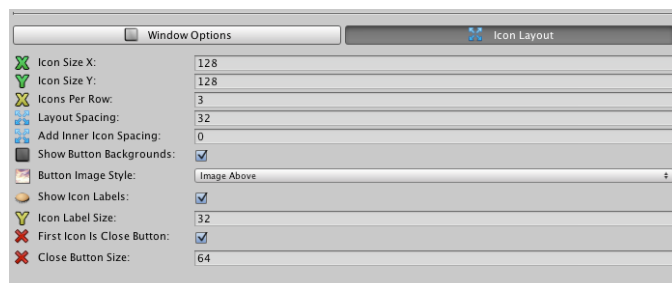 Window Options
Icon Layout
Icon Size X: 128
Icon Size Y: 128
Icons Per Row: 3
Layout Spacing: 32
Add Inner Icon Spacing: 0
Show Button Backgrounds:
Button Image Style: Image Above
Show Icon Labels:
Icon Label Size: 32
First Icon Is Close Button:
Close Button Size: 64